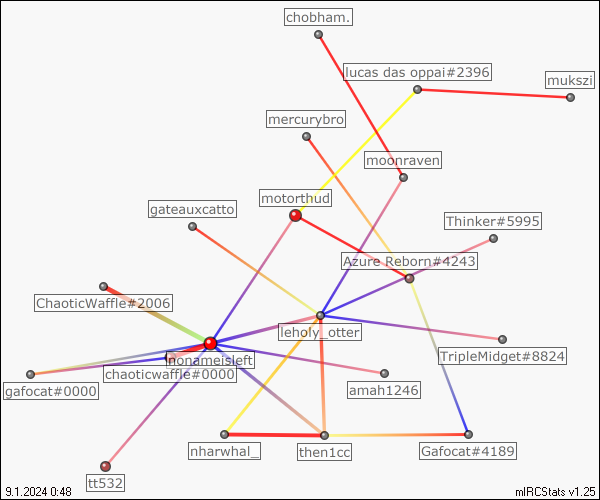 chobham.
lucas das oppai#2396
mukszi
mercurybro
moonraven
motorthud
gateauxcatto
Thinker#5995
Azure Reborn#4243
ChaoticWaffle#2006
leholy_otter
nonameisleft
TripleMidget#8824
chaoticwaffle#0000
gafocat#0000
amah1246
nharwhal_
then1cc
Gafocat#4189
tt532
9.1.2024 0:48
mIRCStats v1.25